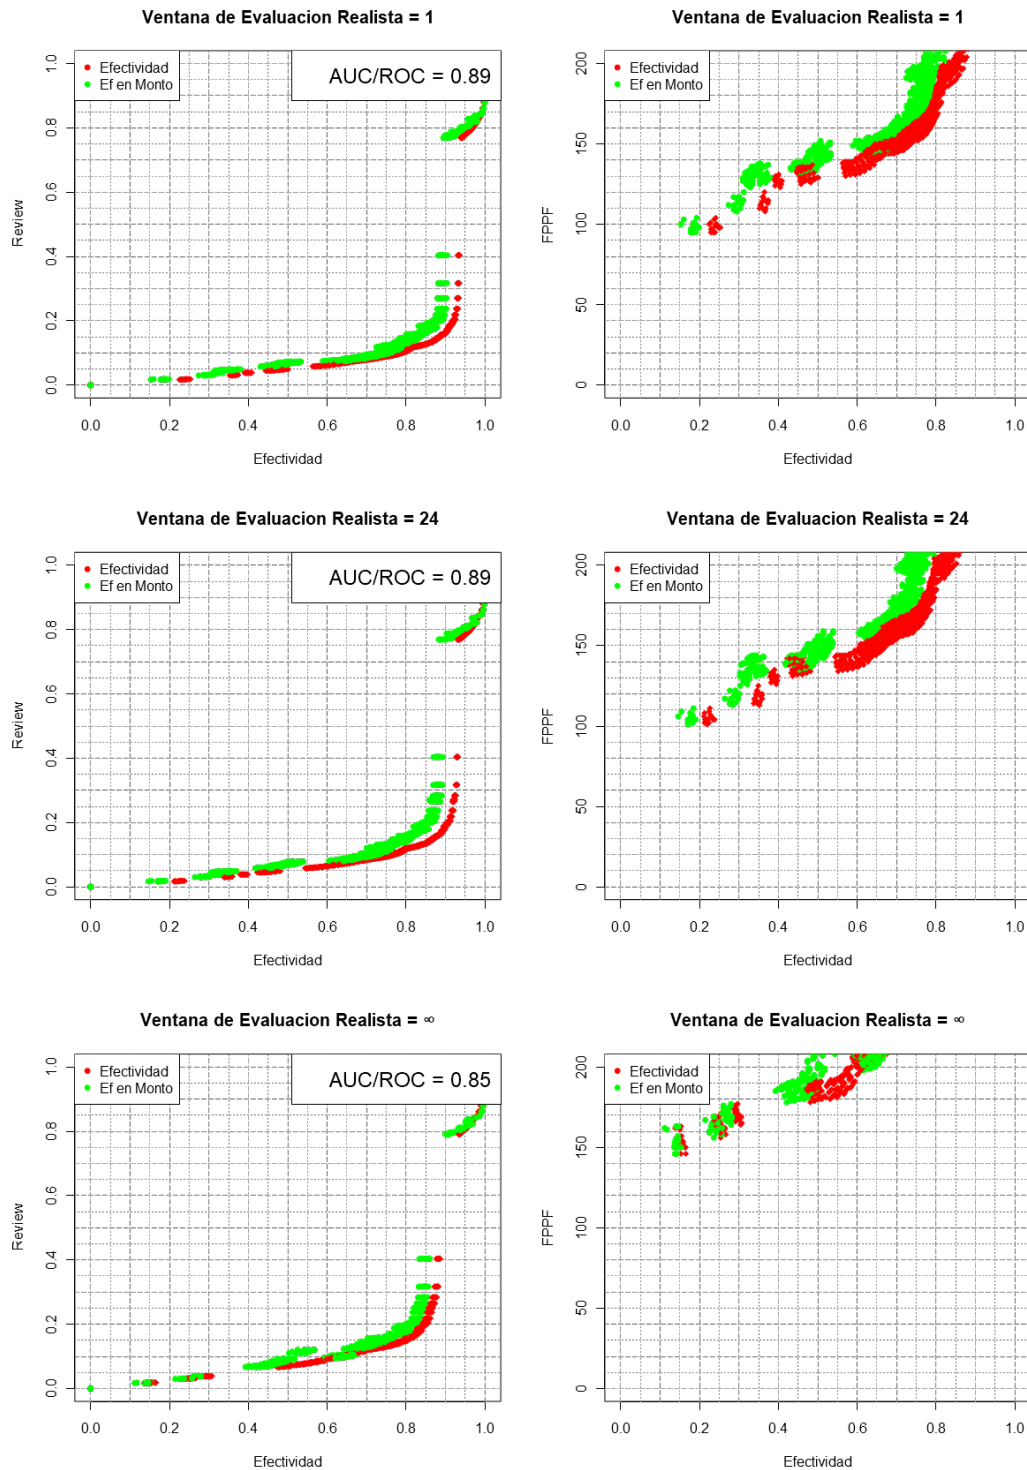 Ventana de Evaluacion Realista = 1
Efectividad
Ef en Monto
AUC/ROC = 0.89
Review
0.0 0.2 0.4 0.6 0.8 1.0
0.0 0.2 0.4 0.6 0.8 1.0
Efectividad
Ventana de Evaluacion Realista = 1
Efectividad
Ef en Monto
FPPF
0 50 100 150 200
0.0 0.2 0.4 0.6 0.8 1.0
Efectividad
Ventana de Evaluacion Realista = 24
Efectividad
Ef en Monto
AUC/ROC = 0.89
Review
0.0 0.2 0.4 0.6 0.8 1.0
0.0 0.2 0.4 0.6 0.8 1.0
Efectividad
Ventana de Evaluacion Realista = 24
Efectividad
Ef en Monto
FPPF
0 50 100 150 200
0.0 0.2 0.4 0.6 0.8 1.0
Efectividad
Ventana de Evaluacion Realista = ∞
Efectividad
Ef en Monto
AUC/ROC = 0.85
Review
0.0 0.2 0.4 0.6 0.8 1.0
0.0 0.2 0.4 0.6 0.8 1.0
Efectividad
Ventana de Evaluacion Realista = ∞
Efectividad
Ef en Monto
FPPF
0 50 100 150 200
0.0 0.2 0.4 0.6 0.8 1.0
Efectividad